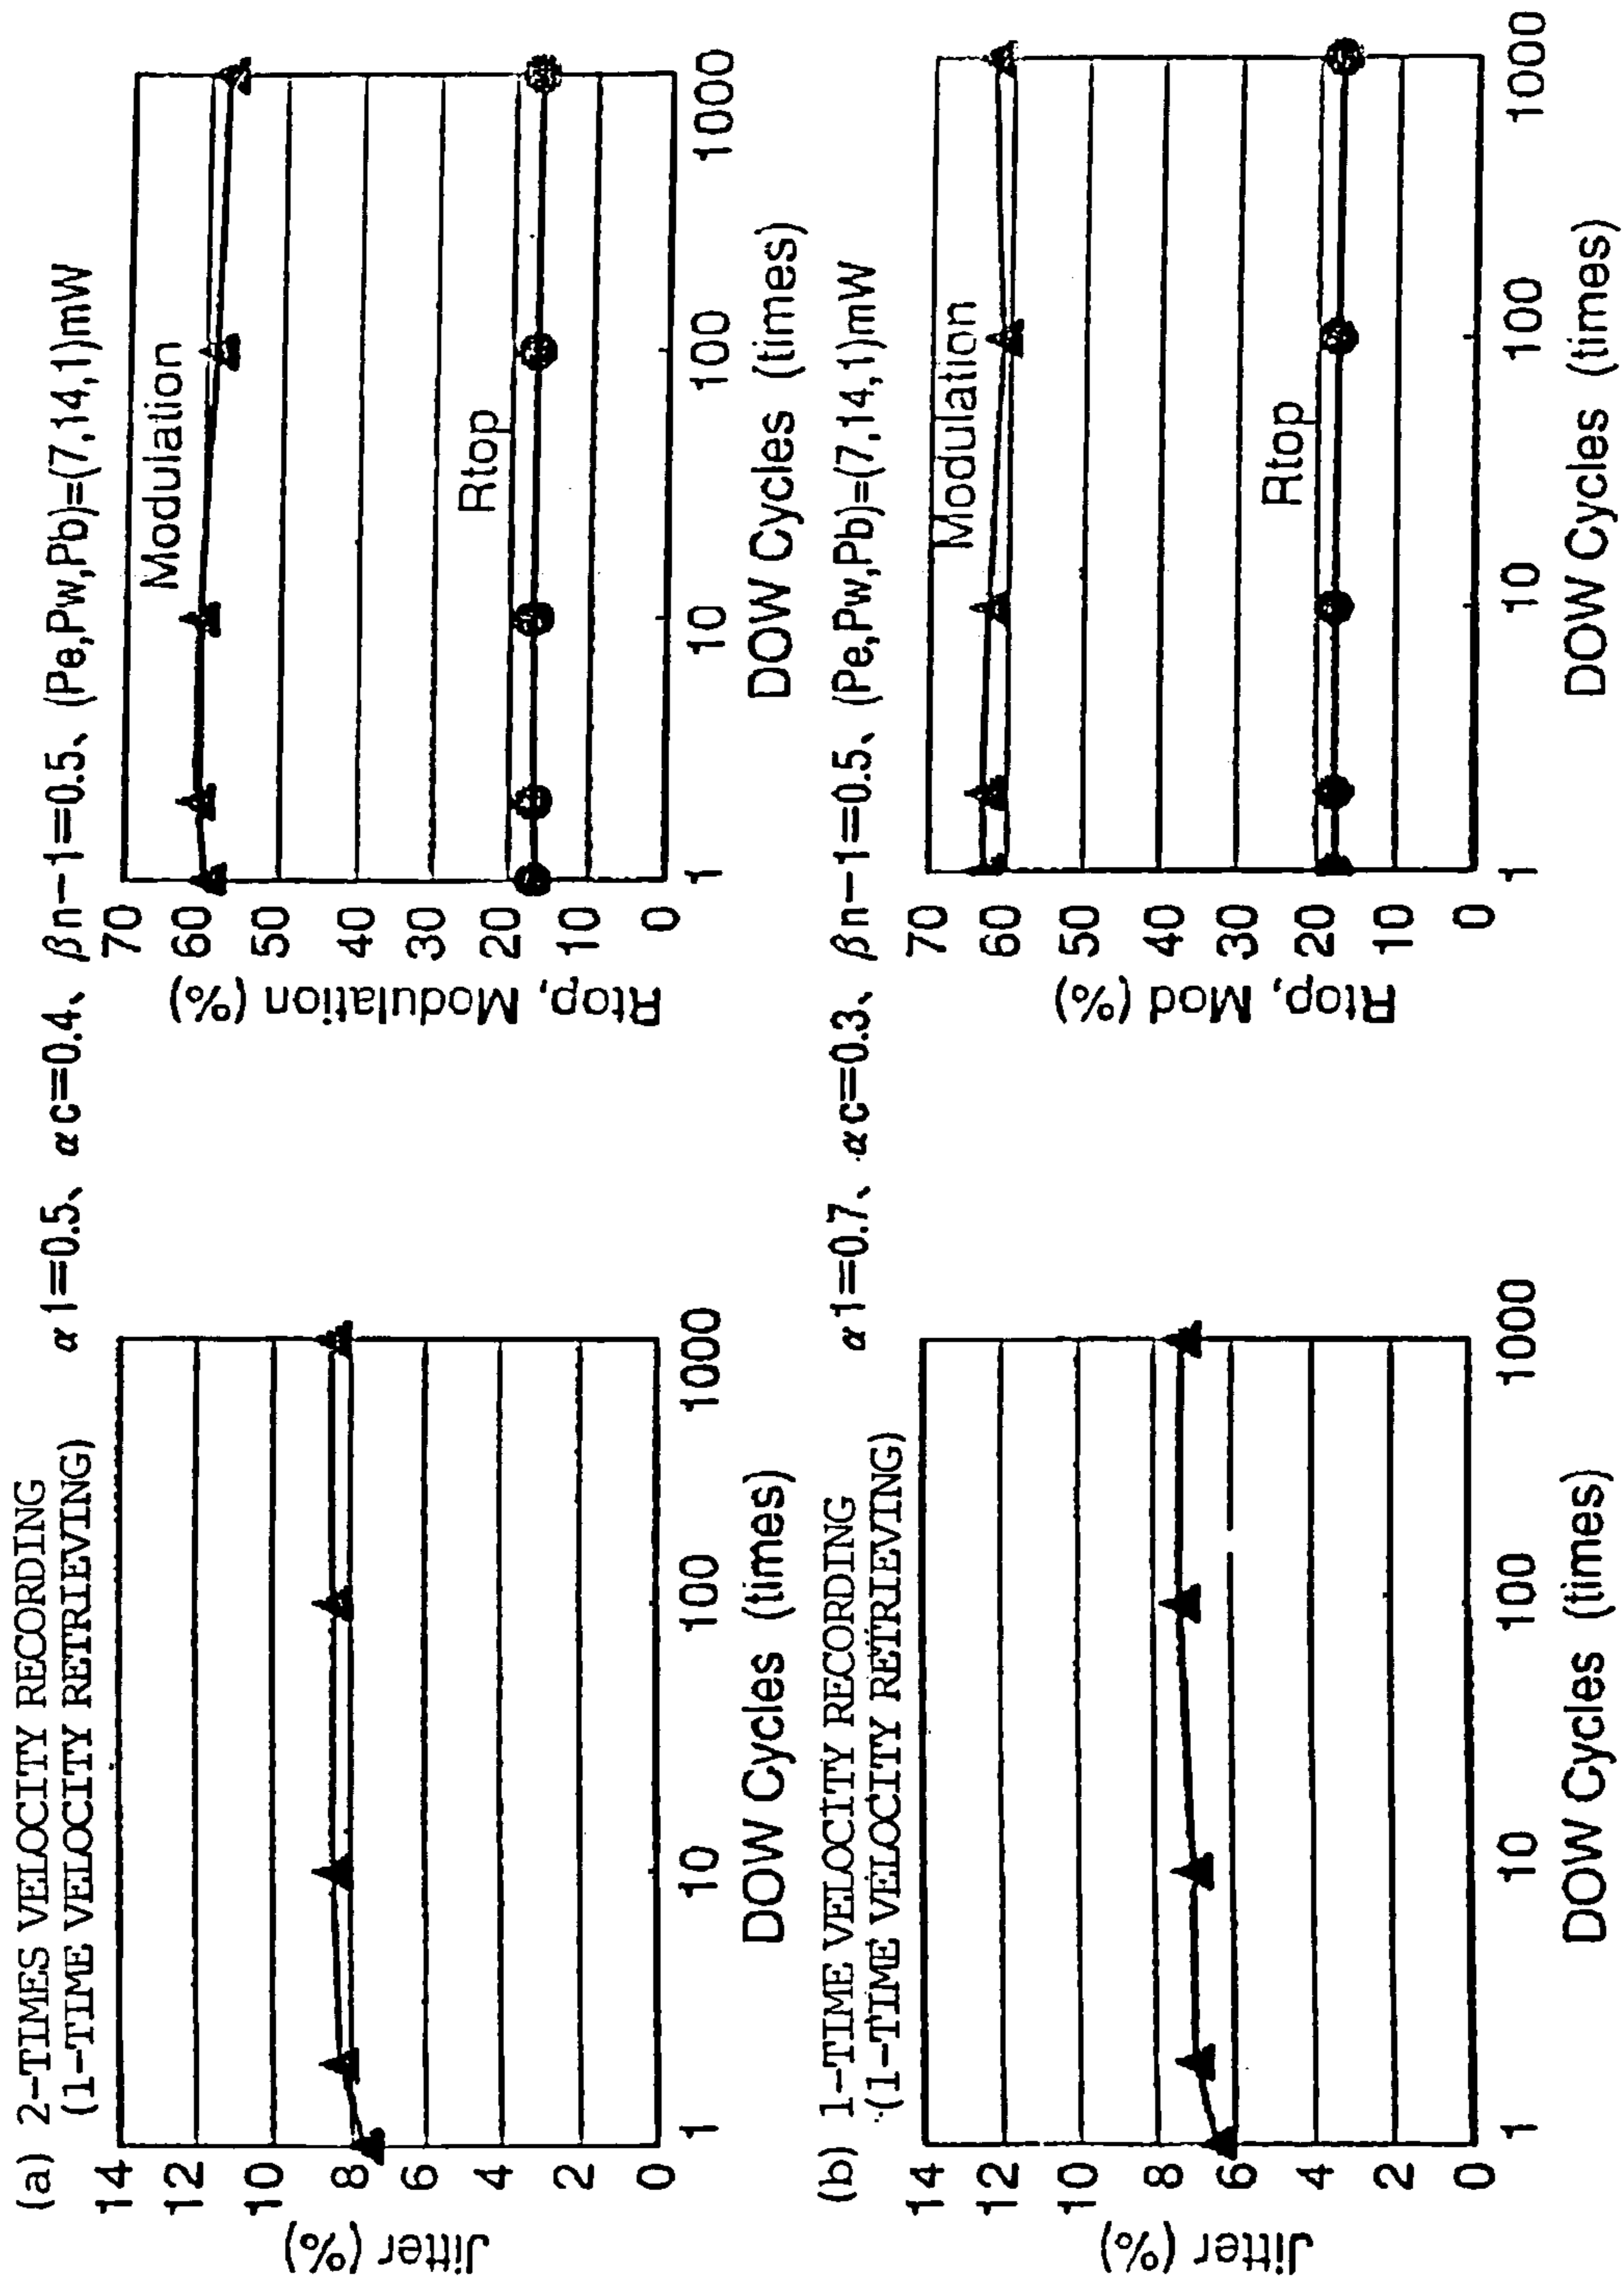 (a) 2-TIMES VELOCITY RECORDING
(1-TIME VELOCITY RETRIEVING)
α1=0.5、αc=0.4、βn-1=0.5、(Pe,Pw,Pb)=(7,14,1)mW
Jitter (%)
14
12
10
8
6
4
2
0
1
10
100
1000
DOW Cycles (times)
Rtop, Modulation (%)
70
60
50
40
30
20
10
0
Modulation
Rtop
1
10
100
1000
DOW Cycles (times)
(b) 1-TIME VELOCITY RECORDING
(1-TIME VELOCITY RETRIEVING)
α1=0.7、αc=0.3、βn-1=0.5、(Pe,Pw,Pb)=(7,14,1)mW
Jitter (%)
14
12
10
8
6
4
2
0
1
10
100
1000
DOW Cycles (times)
Rtop, Mod (%)
70
60
50
40
30
20
10
0
Modulation
Rtop
1
10
100
1000
DOW Cycles (times)